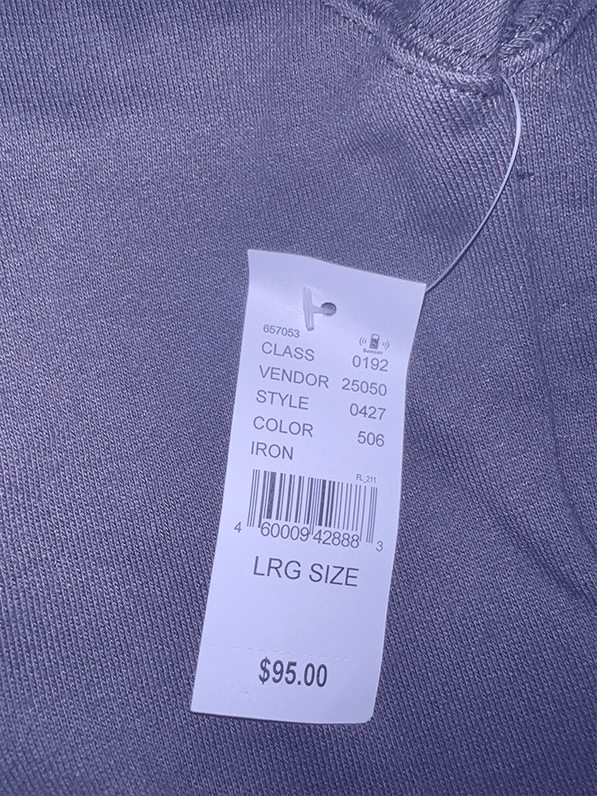 657053
Sensor
CLASS 0192
VENDOR 25050
STYLE 0427
COLOR 506
IRON
FL_211
4 60009 42888 3
LRG SIZE
$95.00